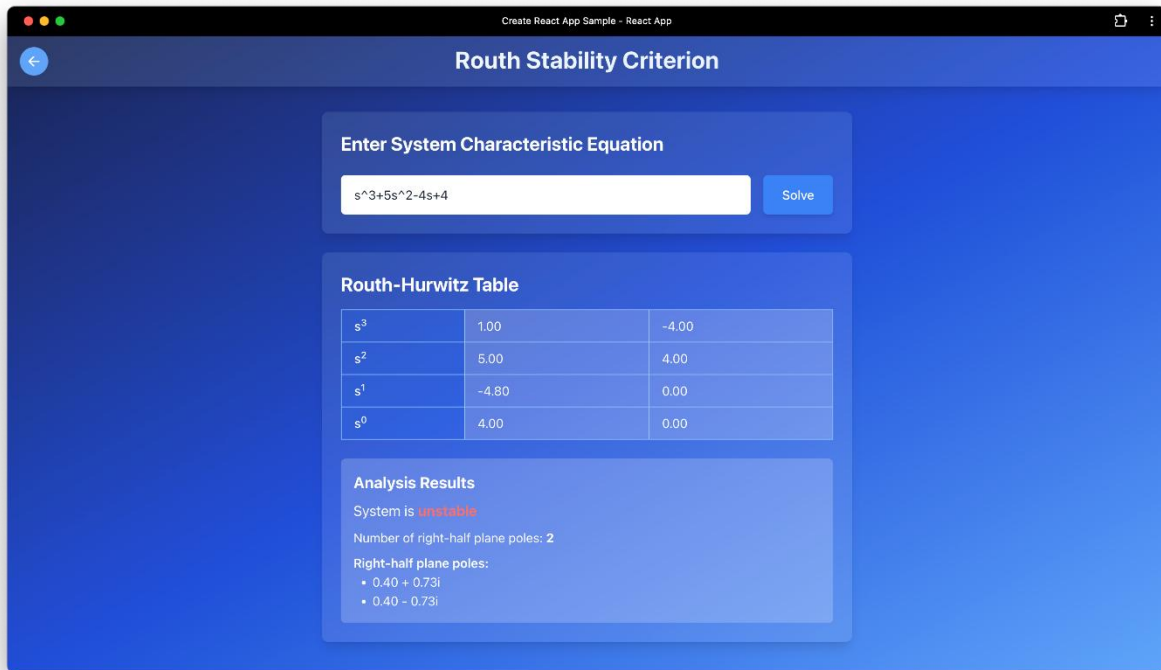 Create React App Sample - React App
Routh Stability Criterion
Enter System Characteristic Equation
s^3+5s^2-4s+4
Solve
Routh-Hurwitz Table
s³ 1.00 -4.00
s² 5.00 4.00
s¹ -4.80 0.00
s⁰ 4.00 0.00
Analysis Results
System is unstable
Number of right-half plane poles: 2
Right-half plane poles:
• 0.40 + 0.73i
• 0.40 - 0.73i